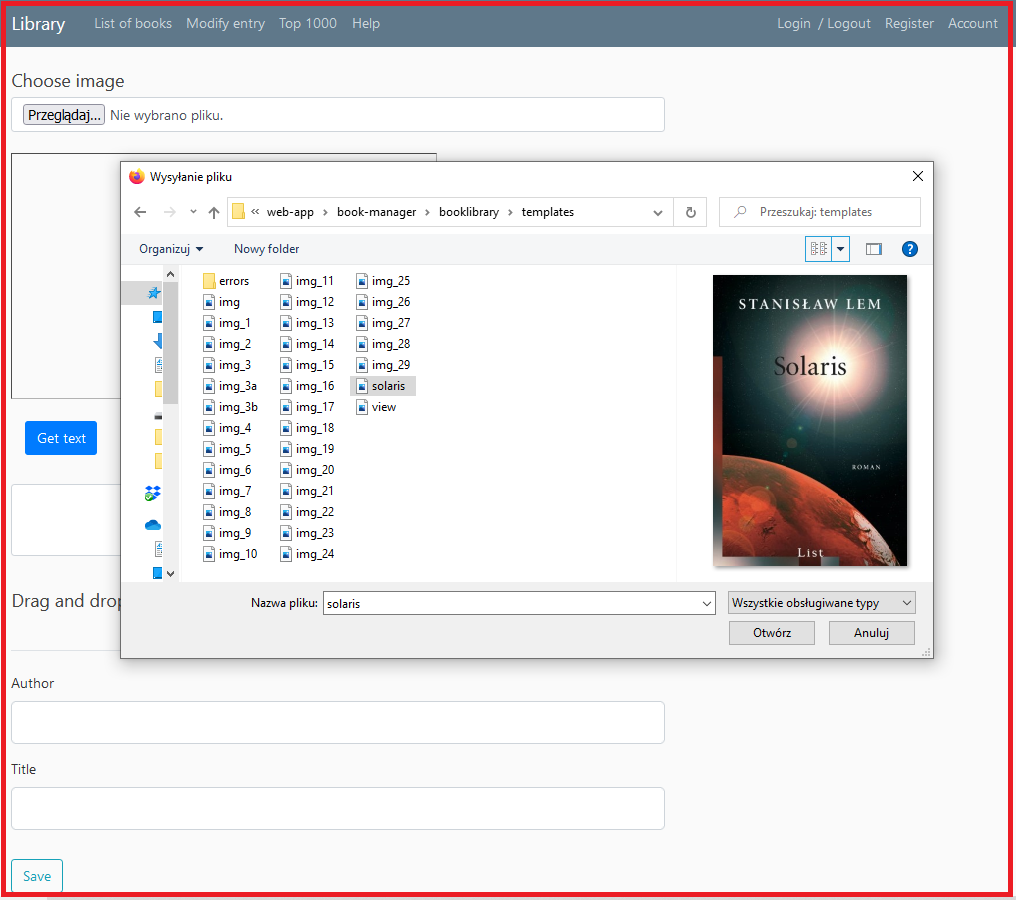 Library List of books Modify entry Top 1000 Help Login / Logout Register Account
Choose image
Przeglądaj... Nie wybrano pliku.
Wysyłanie pliku
« web-app › book-manager › booklibrary › templates
Przeszukaj: templates
Organizuj Nowy folder
errors
img
img_1
img_2
img_3
img_3a
img_3b
img_4
img_5
img_6
img_7
img_8
img_9
img_10
img_11
img_12
img_13
img_14
img_15
img_16
img_17
img_18
img_19
img_20
img_21
img_22
img_23
img_24
img_25
img_26
img_27
img_28
img_29
solaris
view
STANISŁAW LEM
Solaris
ROMAN
List
Get text
Nazwa pliku: solaris Wszystkie obsługiwane typy
Otwórz Anuluj
Drag and drop
Author
Title
Save